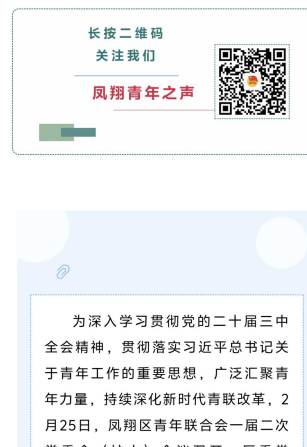 长按二维码
关注我们
凤翔青年之声
为深入学习贯彻党的二十届三中
全会精神，贯彻落实习近平总书记关
于青年工作的重要思想，广泛汇聚青
年力量，持续深化新时代青联改革，2
月25日，凤翔区青年联合会一届二次